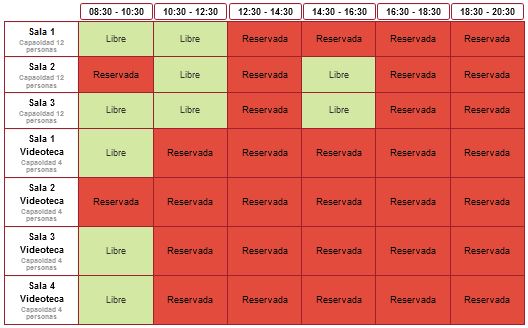 08:30 - 10:30 10:30 - 12:30 12:30 - 14:30 14:30 - 16:30 16:30 - 18:30 18:30 - 20:30
Sala 1
Capacidad 12
personas
Libre Libre Reservada Reservada Reservada Reservada
Sala 2
Capacidad 12
personas
Reservada Libre Reservada Libre Reservada Reservada
Sala 3
Capacidad 12
personas
Libre Libre Reservada Libre Reservada Reservada
Sala 1
Videoteca
Capacidad 4
personas
Libre Reservada Reservada Reservada Reservada Reservada
Sala 2
Videoteca
Capacidad 4
personas
Reservada Reservada Reservada Reservada Reservada Reservada
Sala 3
Videoteca
Capacidad 4
personas
Libre Reservada Reservada Reservada Reservada Reservada
Sala 4
Videoteca
Capacidad 4
personas
Libre Reservada Reservada Reservada Reservada Reservada